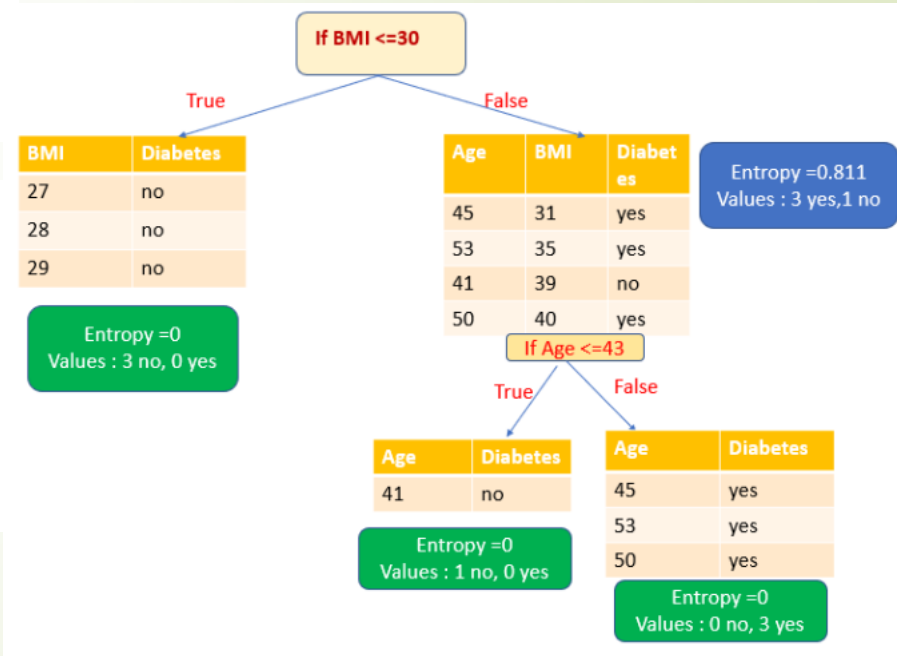 If BMI <=30
True
False
BMI Diabetes
27 no
28 no
29 no
Entropy =0
Values : 3 no, 0 yes
Age BMI Diabet
es
45 31 yes
53 35 yes
41 39 no
50 40 yes
Entropy =0.811
Values : 3 yes,1 no
If Age <=43
True
False
Age Diabetes
41 no
Entropy =0
Values : 1 no, 0 yes
Age Diabetes
45 yes
53 yes
50 yes
Entropy =0
Values : 0 no, 3 yes